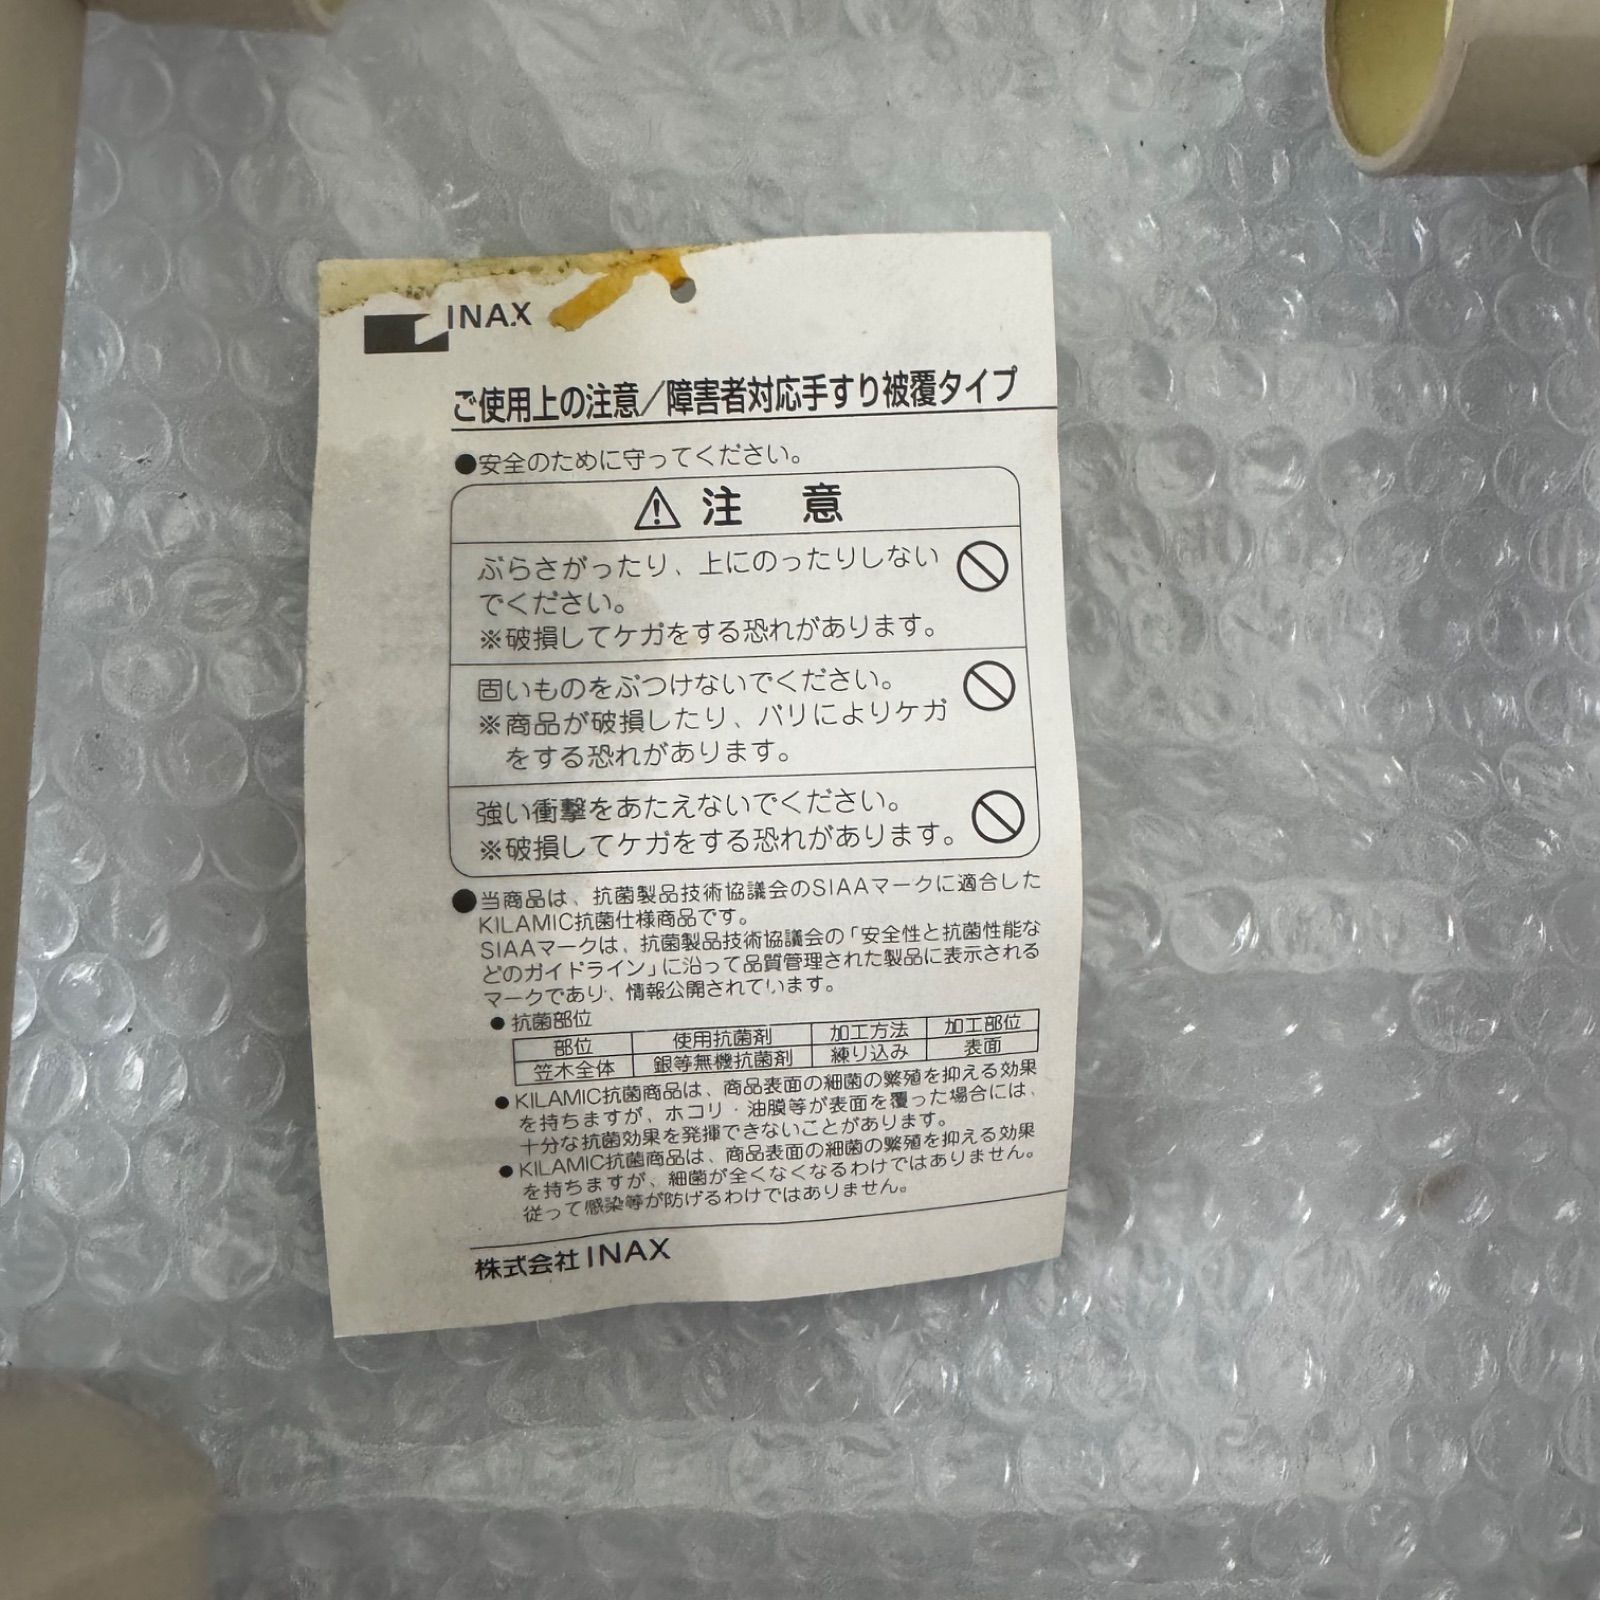 INAX
ご使用上の注意／障害者対応手すり被覆タイプ
●安全のために守ってください。
⚠注 意
ぶらさがったり、上にのったりしない
でください。
※破損してケガをする恐れがあります。
固いものをぶつけないでください。
※商品が破損したり、バリによりケガ
をする恐れがあります。
強い衝撃をあたえないでください。
※破損してケガをする恐れがあります。
●当商品は、抗菌製品技術協議会のSIAAマークに適合した
KILAMIC抗菌仕様商品です。
SIAAマークは、抗菌製品技術協議会の「安全性と抗菌性能な
どのガイドライン」に沿って品質管理された製品に表示される
マークであり、情報公開されています。
●抗菌部位
部位 使用抗菌剤 加工方法 加工部位
笠木全体 銀等無機抗菌剤 練り込み 表面
●KILAMIC抗菌商品は、商品表面の細菌の繁殖を抑える効果
を持ちますが、ホコリ・油膜等が表面を覆った場合には、
十分な抗菌効果を発揮できないことがあります。
●KILAMIC抗菌商品は、商品表面の細菌の繁殖を抑える効果
を持ちますが、細菌が全くなくなるわけではありません。
従って感染等が防げるわけではありません。
株式会社INAX